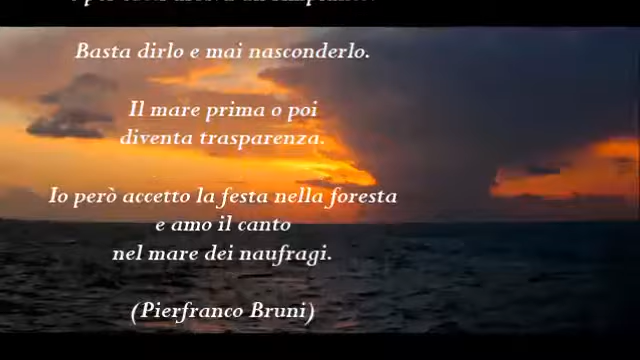 Basta dirlo e mai nasconderlo.
Il mare prima o poi
diventa trasparenza.
Io però accetto la festa nella foresta
e amo il canto
nel mare dei naufragi.
(Pierfranco Bruni)